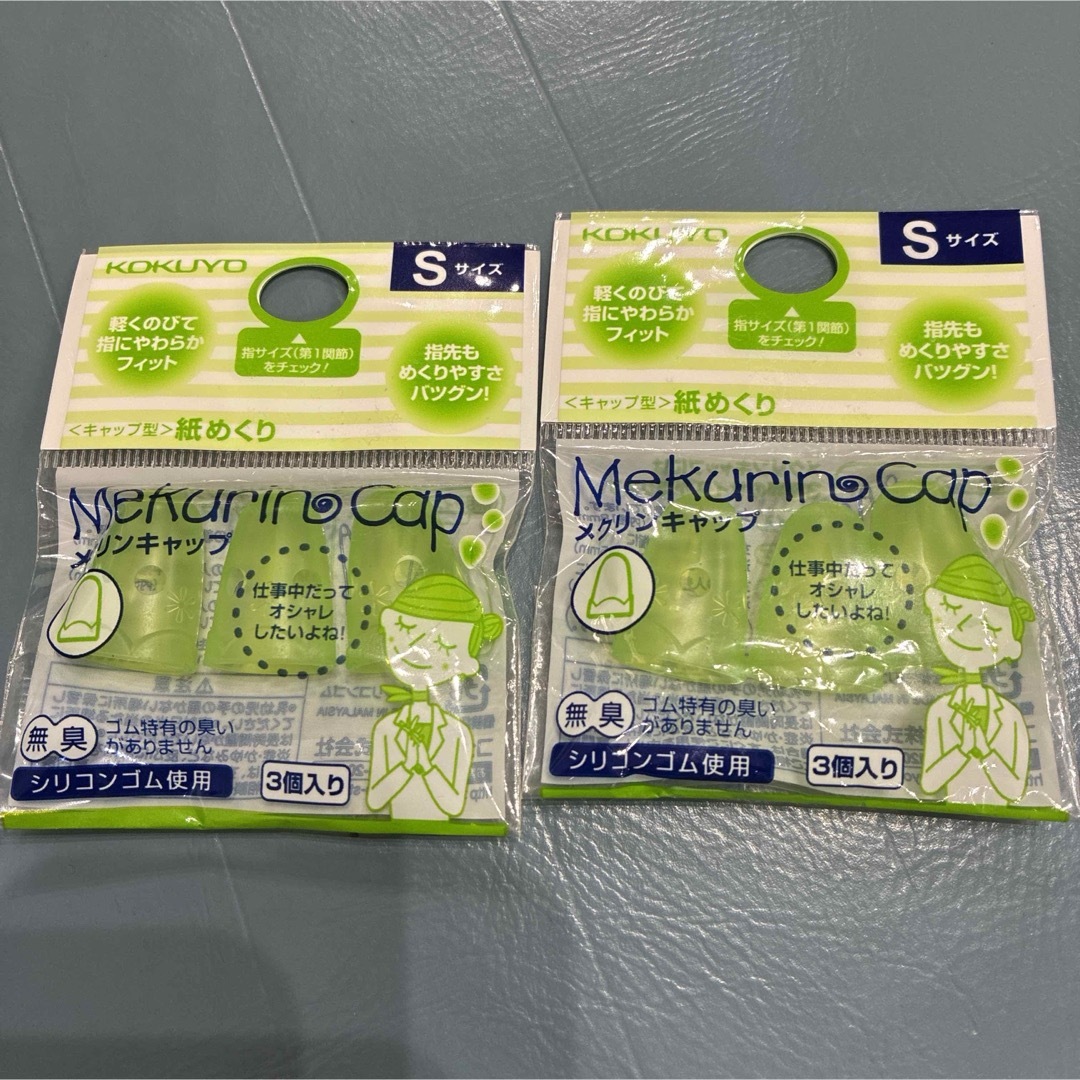 KOKUYO
Sサイズ
軽くのびて
指にやわらか
フィット
指サイズ(第1関節)
をチェック!
指先も
めくりやすさ
バツグン!
<キャップ型>紙めくり
Mekurin Cap
メクリンキャップ
仕事中だって
オシャレ
したいよね!
無臭
ゴム特有の臭い
がありません
シリコンゴム使用
3個入り
KOKUYO
Sサイズ
軽くのびて
指にやわらか
フィット
指サイズ(第1関節)
をチェック!
指先も
めくりやすさ
バツグン!
<キャップ型>紙めくり
Mekurin Cap
メクリンキャップ
仕事中だって
オシャレ
したいよね!
無臭
ゴム特有の臭い
がありません
シリコンゴム使用
3個入り